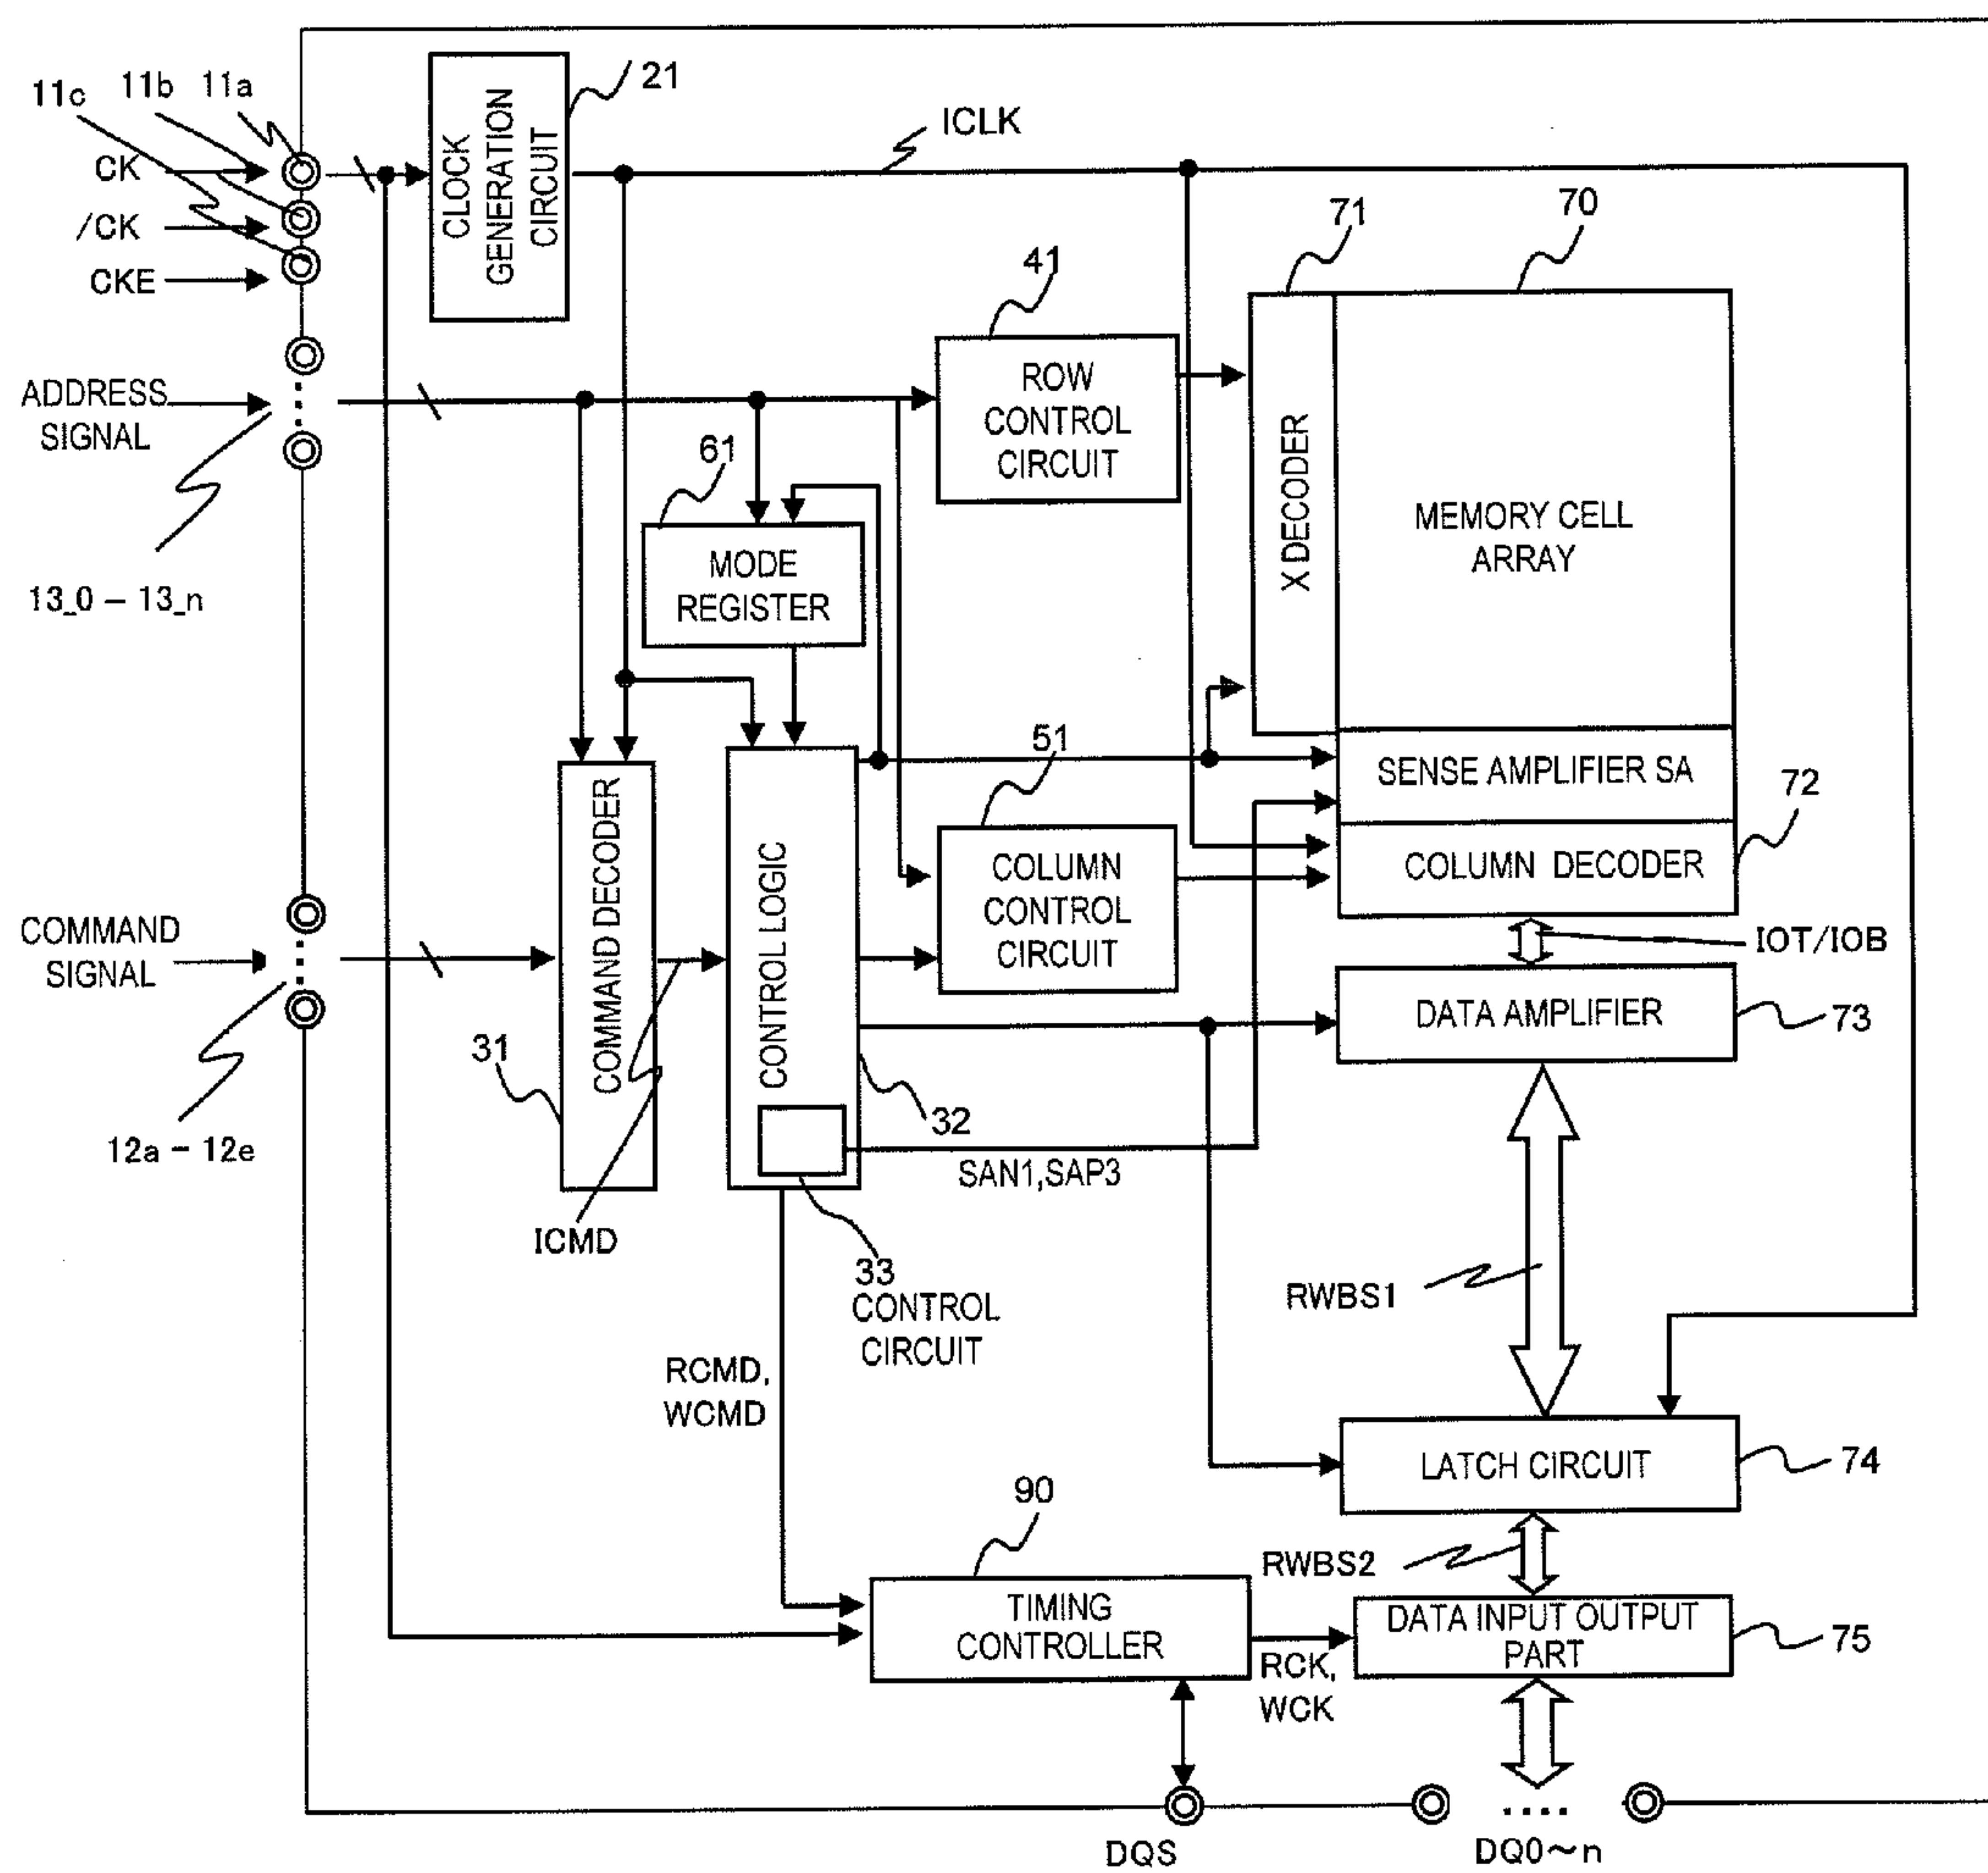 11c
11b
11a
21
CK
/CK
CKE
CLOCK
GENERATION
CIRCUIT
ICLK
ADDRESS
SIGNAL
13_0 – 13_n
41
ROW
CONTROL
CIRCUIT
71
70
X DECODER
MEMORY CELL
ARRAY
61
MODE
REGISTER
51
SENSE AMPLIFIER SA
72
COLUMN DECODER
COMMAND
SIGNAL
12a – 12e
COMMAND DECODER
31
CONTROL LOGIC
COLUMN
CONTROL
CIRCUIT
IOT/IOB
DATA AMPLIFIER
73
32
SAN1,SAP3
ICMD
33
CONTROL
CIRCUIT
RWBS1
RCMD,
WCMD
LATCH CIRCUIT
74
90
RWBS2
TIMING
CONTROLLER
DATA INPUT OUTPUT
PART
75
RCK,
WCK
DQS
DQ0～n